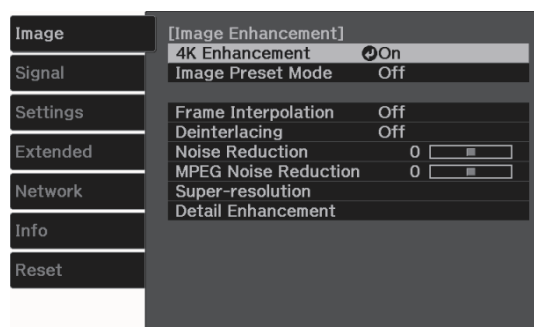 Image
Signal
Settings
Extended
Network
Info
Reset
[Image Enhancement]
4K Enhancement On
Image Preset Mode Off
Frame Interpolation Off
Deinterlacing Off
Noise Reduction 0
MPEG Noise Reduction 0
Super-resolution
Detail Enhancement